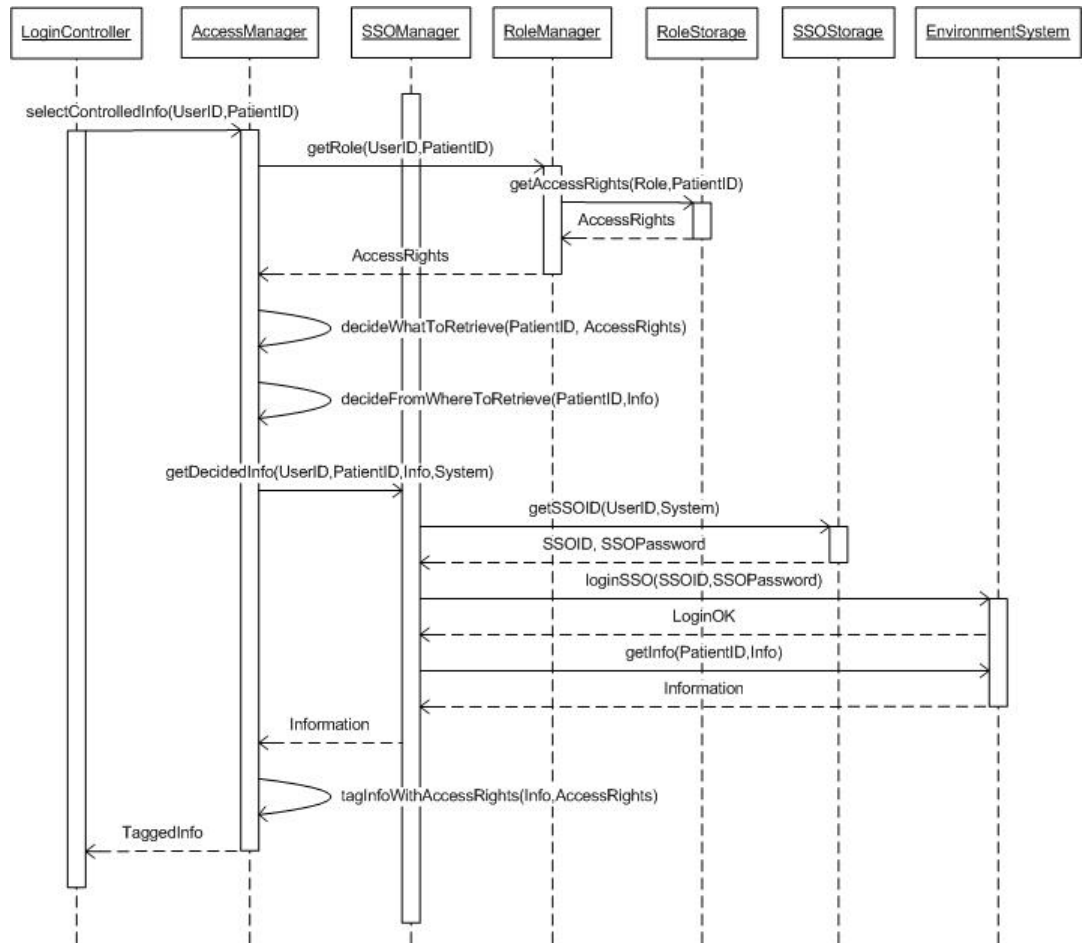 LoginController
AccessManager
SSOManager
RoleManager
RoleStorage
SSOStorage
EnvironmentSystem
selectControlledInfo(UserID,PatientID)
getRole(UserID,PatientID)
getAccessRights(Role,PatientID)
AccessRights
AccessRights
decideWhatToRetrieve(PatientID, AccessRights)
decideFromWhereToRetrieve(PatientID,Info)
getDecidedInfo(UserID,PatientID,Info,System)
getSSOID(UserID,System)
SSOID, SSOPassword
loginSSO(SSOID,SSOPassword)
LoginOK
getInfo(PatientID,Info)
Information
Information
tagInfoWithAccessRights(Info,AccessRights)
TaggedInfo